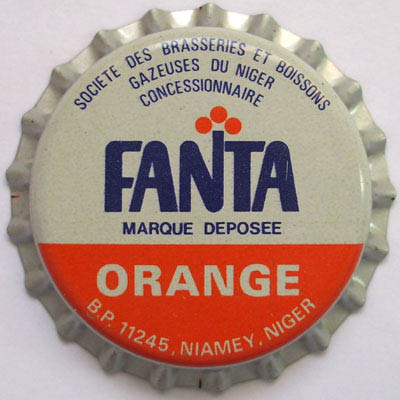 SOCIETE DES BRASSERIES ET BOISSONS
GAZEUSES DU NIGER
CONCESSIONNAIRE
FANTA
MARQUE DEPOSEE
ORANGE
B.P. 11245, NIAMEY, NIGER